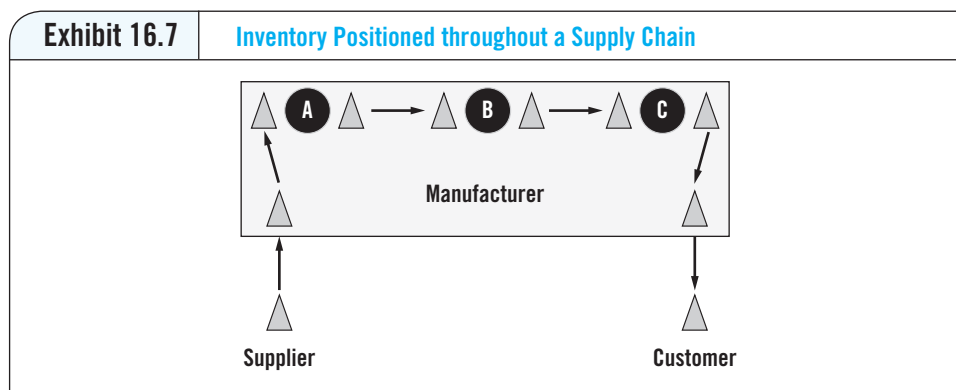 Exhibit 16.7
Inventory Positioned throughout a Supply Chain
A
B
C
Manufacturer
Supplier
Customer